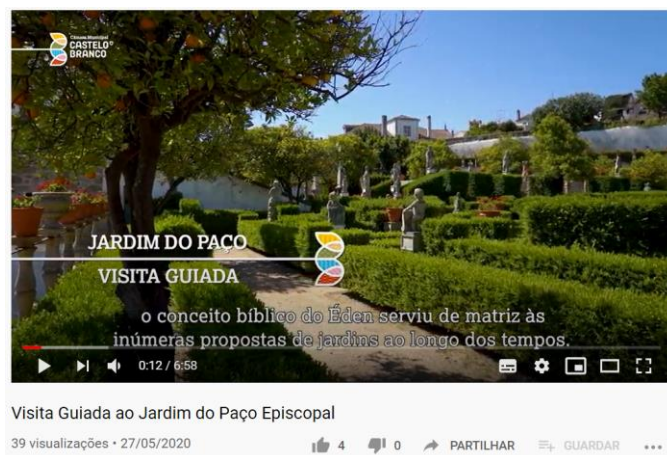 Câmara Municipal
CASTELO
BRANCO
JARDIM DO PAÇO
VISITA GUIADA
o conceito bíblico do Éden serviu de matriz às
inúmeras propostas de jardins ao longo dos tempos.
0:12 / 6:58
Visita Guiada ao Jardim do Paço Episcopal
39 visualizações • 27/05/2020 4 0 PARTILHAR GUARDAR